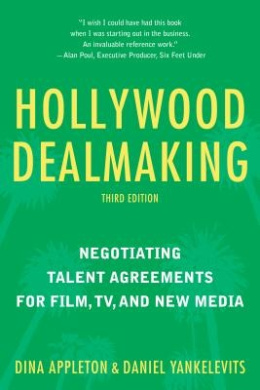 "I wish I could have had this book
when I was starting out in the business.
An invaluable reference work."
—Alan Poul, Executive Producer, Six Feet Under
HOLLYWOOD
DEALMAKING
THIRD EDITION
NEGOTIATING
TALENT AGREEMENTS
FOR FILM, TV, AND NEW MEDIA
DINA APPLETON & DANIEL YANKELEVITS